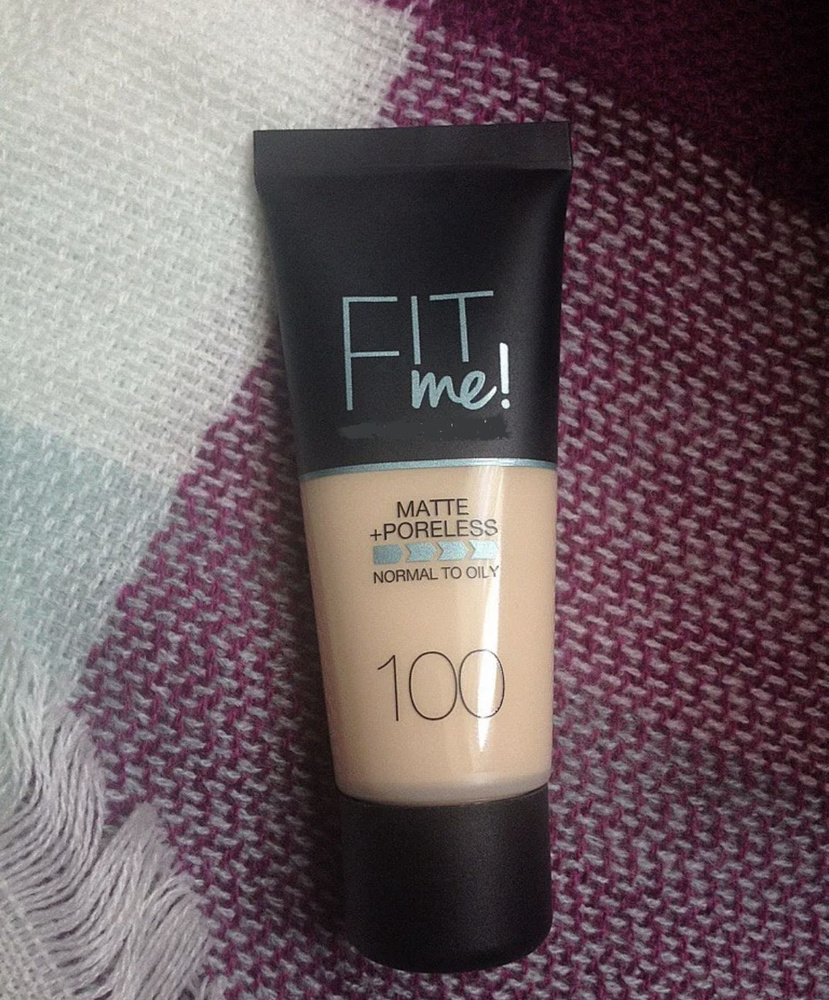 FIT
me!
MATTE
+PORELESS
NORMAL TO OILY
100